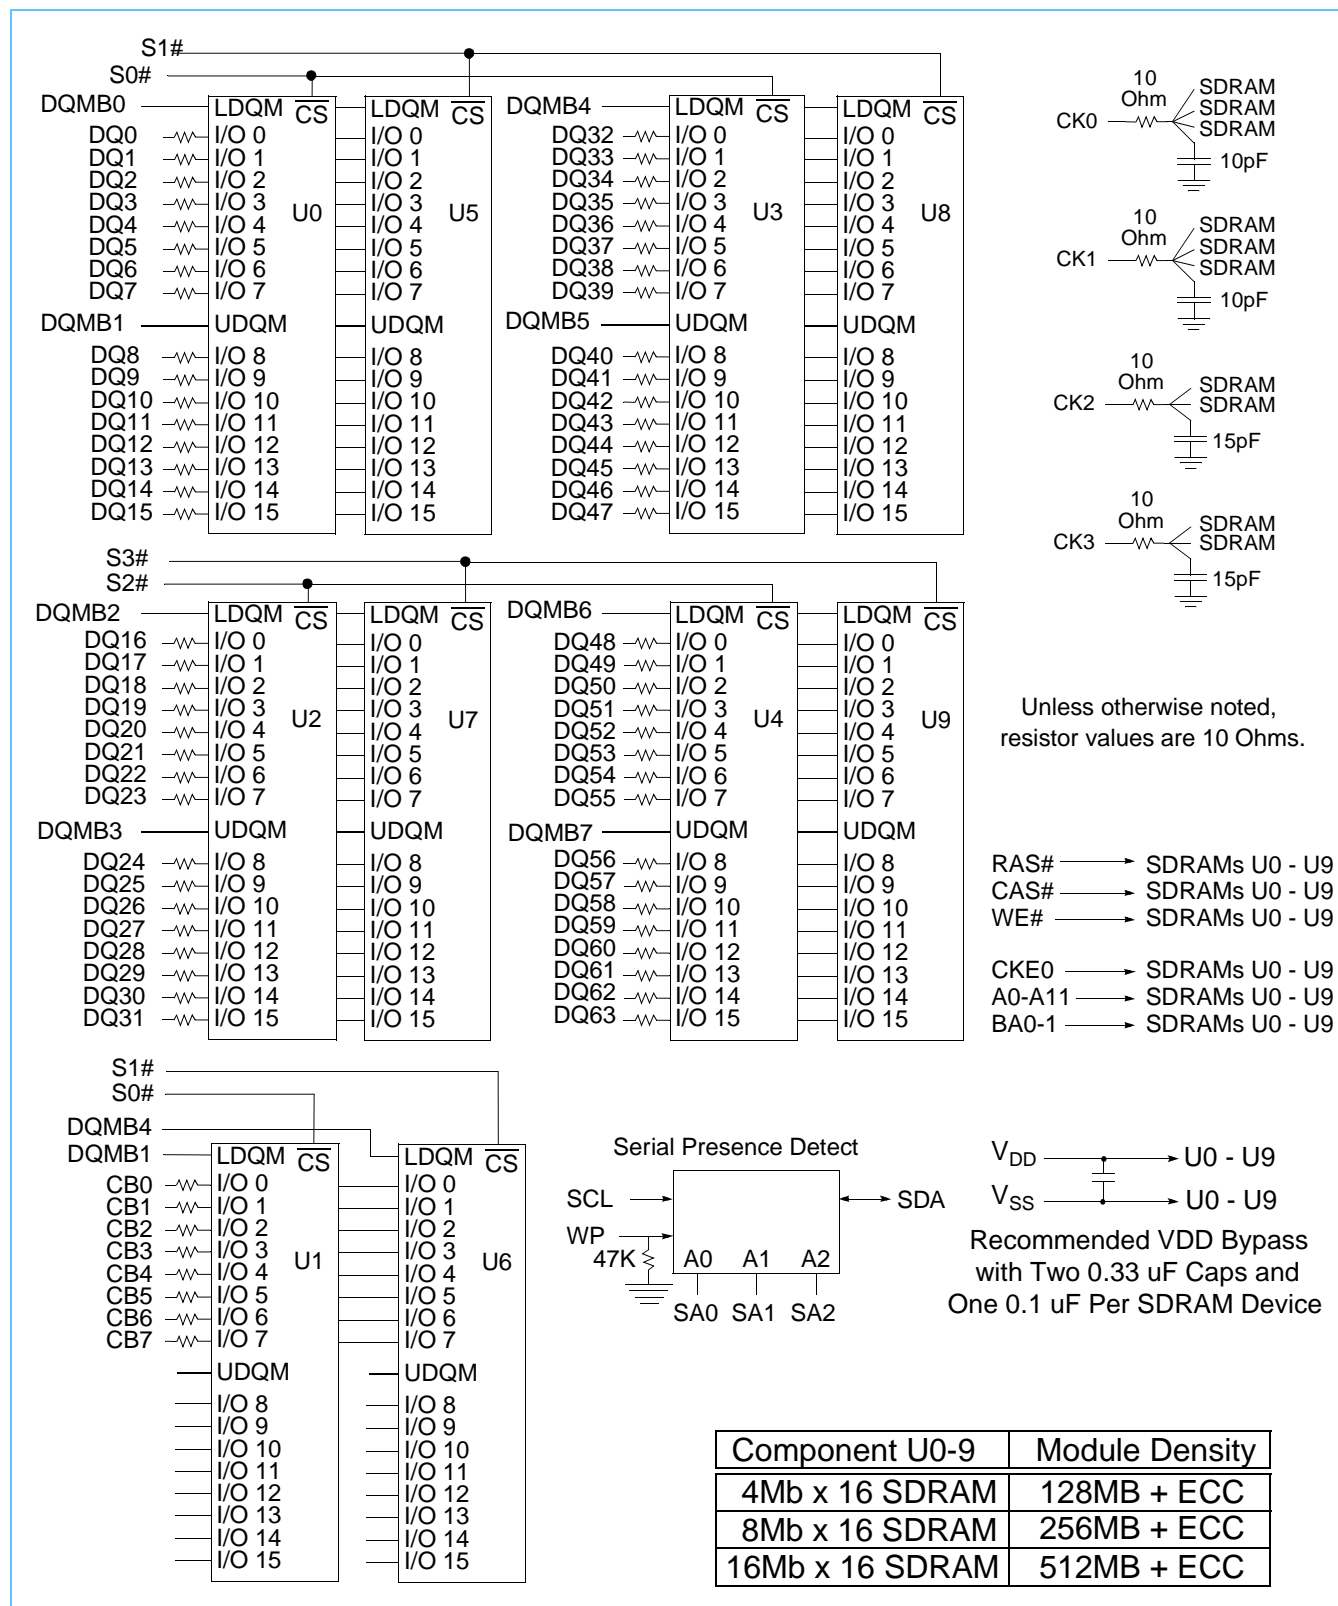 S1#
S0#
DQMB0
DQ0
DQ1
DQ2
DQ3
DQ4
DQ5
DQ6
DQ7
DQMB1
DQ8
DQ9
DQ10
DQ11
DQ12
DQ13
DQ14
DQ15
LDQM CS
I/O 0
I/O 1
I/O 2
I/O 3
I/O 4
I/O 5
I/O 6
I/O 7
U0
UDQM
I/O 8
I/O 9
I/O 10
I/O 11
I/O 12
I/O 13
I/O 14
I/O 15
LDQM CS
I/O 0
I/O 1
I/O 2
I/O 3
I/O 4
I/O 5
I/O 6
I/O 7
U5
UDQM
I/O 8
I/O 9
I/O 10
I/O 11
I/O 12
I/O 13
I/O 14
I/O 15
DQMB4
DQ32
DQ33
DQ34
DQ35
DQ36
DQ37
DQ38
DQ39
DQMB5
DQ40
DQ41
DQ42
DQ43
DQ44
DQ45
DQ46
DQ47
LDQM CS
I/O 0
I/O 1
I/O 2
I/O 3
I/O 4
I/O 5
I/O 6
I/O 7
U3
UDQM
I/O 8
I/O 9
I/O 10
I/O 11
I/O 12
I/O 13
I/O 14
I/O 15
LDQM CS
I/O 0
I/O 1
I/O 2
I/O 3
I/O 4
I/O 5
I/O 6
I/O 7
U8
UDQM
I/O 8
I/O 9
I/O 10
I/O 11
I/O 12
I/O 13
I/O 14
I/O 15
10
Ohm
CK0
SDRAM
SDRAM
SDRAM
10pF
10
Ohm
CK1
SDRAM
SDRAM
SDRAM
10pF
10
Ohm
CK2
SDRAM
SDRAM
15pF
10
Ohm
CK3
SDRAM
SDRAM
15pF
S3#
S2#
DQMB2
DQ16
DQ17
DQ18
DQ19
DQ20
DQ21
DQ22
DQ23
DQMB3
DQ24
DQ25
DQ26
DQ27
DQ28
DQ29
DQ30
DQ31
LDQM CS
I/O 0
I/O 1
I/O 2
I/O 3
I/O 4
I/O 5
I/O 6
I/O 7
U2
UDQM
I/O 8
I/O 9
I/O 10
I/O 11
I/O 12
I/O 13
I/O 14
I/O 15
LDQM CS
I/O 0
I/O 1
I/O 2
I/O 3
I/O 4
I/O 5
I/O 6
I/O 7
U7
UDQM
I/O 8
I/O 9
I/O 10
I/O 11
I/O 12
I/O 13
I/O 14
I/O 15
DQMB6
DQ48
DQ49
DQ50
DQ51
DQ52
DQ53
DQ54
DQ55
DQMB7
DQ56
DQ57
DQ58
DQ59
DQ60
DQ61
DQ62
DQ63
LDQM CS
I/O 0
I/O 1
I/O 2
I/O 3
I/O 4
I/O 5
I/O 6
I/O 7
U4
UDQM
I/O 8
I/O 9
I/O 10
I/O 11
I/O 12
I/O 13
I/O 14
I/O 15
LDQM CS
I/O 0
I/O 1
I/O 2
I/O 3
I/O 4
I/O 5
I/O 6
I/O 7
U9
UDQM
I/O 8
I/O 9
I/O 10
I/O 11
I/O 12
I/O 13
I/O 14
I/O 15
Unless otherwise noted,
resistor values are 10 Ohms.
RAS# SDRAMs U0 - U9
CAS# SDRAMs U0 - U9
WE# SDRAMs U0 - U9
CKE0 SDRAMs U0 - U9
A0-A11 SDRAMs U0 - U9
BA0-1 SDRAMs U0 - U9
S1#
S0#
DQMB4
DQMB1
CB0
CB1
CB2
CB3
CB4
CB5
CB6
CB7
LDQM CS
I/O 0
I/O 1
I/O 2
I/O 3
I/O 4
I/O 5
I/O 6
I/O 7
U1
UDQM
I/O 8
I/O 9
I/O 10
I/O 11
I/O 12
I/O 13
I/O 14
I/O 15
LDQM CS
I/O 0
I/O 1
I/O 2
I/O 3
I/O 4
I/O 5
I/O 6
I/O 7
U6
UDQM
I/O 8
I/O 9
I/O 10
I/O 11
I/O 12
I/O 13
I/O 14
I/O 15
Serial Presence Detect
SCL
WP
47K
A0 A1 A2
SDA
SA0 SA1 SA2
VDD U0 - U9
VSS U0 - U9
Recommended VDD Bypass
with Two 0.33 uF Caps and
One 0.1 uF Per SDRAM Device
Component U0-9 Module Density
4Mb x 16 SDRAM 128MB + ECC
8Mb x 16 SDRAM 256MB + ECC
16Mb x 16 SDRAM 512MB + ECC